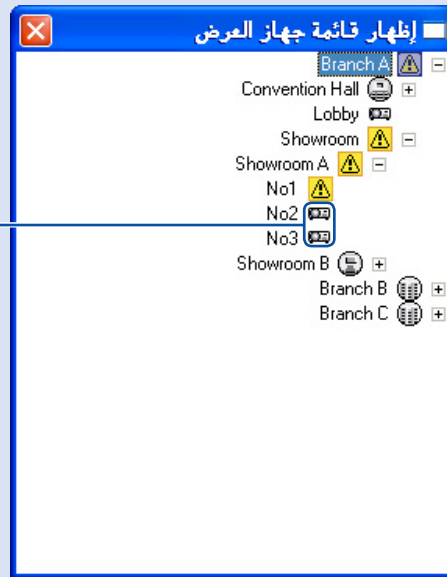 إظهار قائمة جهاز العرض
Branch A
Convention Hall
Lobby
Showroom
Showroom A
No1
No2
No3
Showroom B
Branch B
Branch C